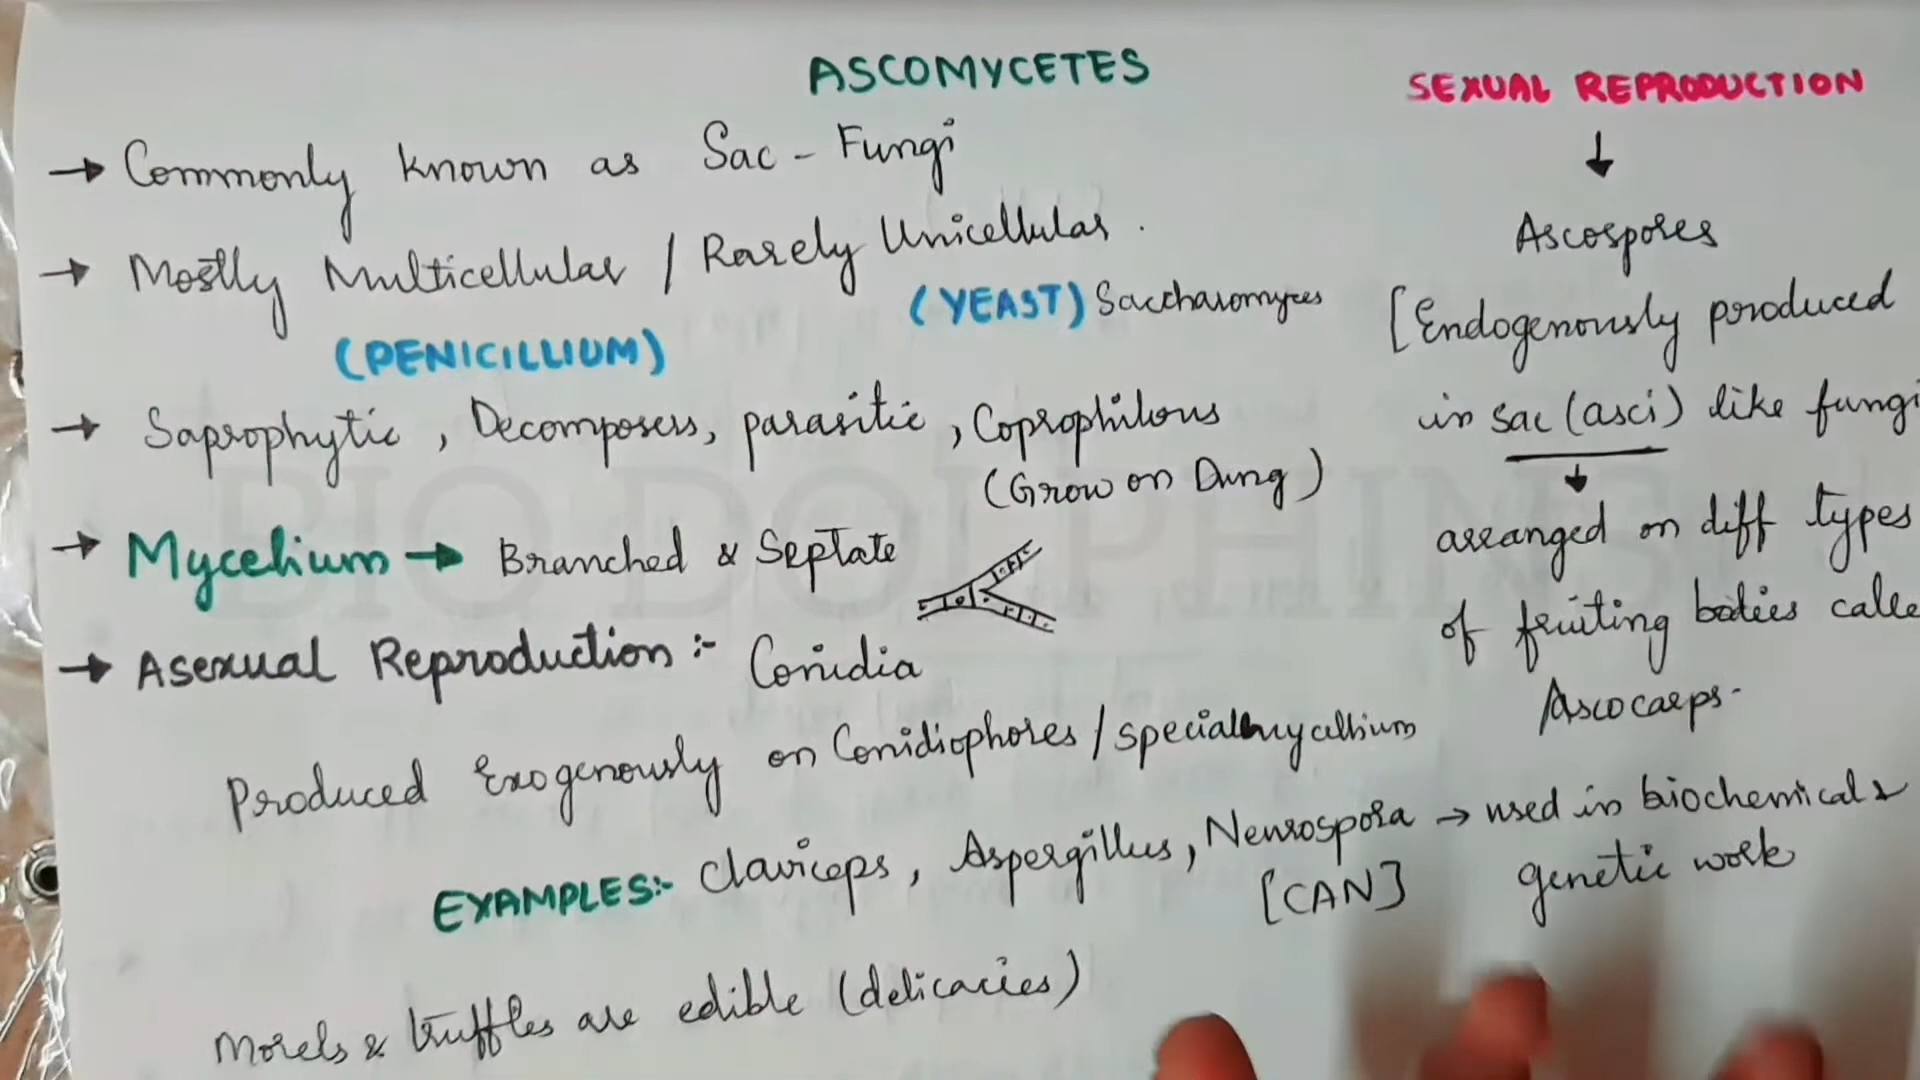 ASCOMYCETES
→ Commonly known as Sac - Fungi
→ Mostly Multicellular / Rarely Unicellular.
(PENICILLIUM)
(YEAST) Saccharomyces
→ Saprophytic, Decomposers, parasitic, Coprophilous
(Grow on Dung)
→ Mycelium → Branched & Septate
→ Asexual Reproduction :- Conidia
Produced Exogenously on Conidiophores / special mycelium
EXAMPLES:- Claviceps, Aspergillus, Neurospora → used in biochemical &
[CAN] genetic work
Morels & truffles are edible (delicacies)
SEXUAL REPRODUCTION
↓
Ascospores
[Endogenously produced
in sac (asci) like fungi
↓
arranged on diff types
of fruiting bodies calle
Ascocarps.
BIO DOLPHINS